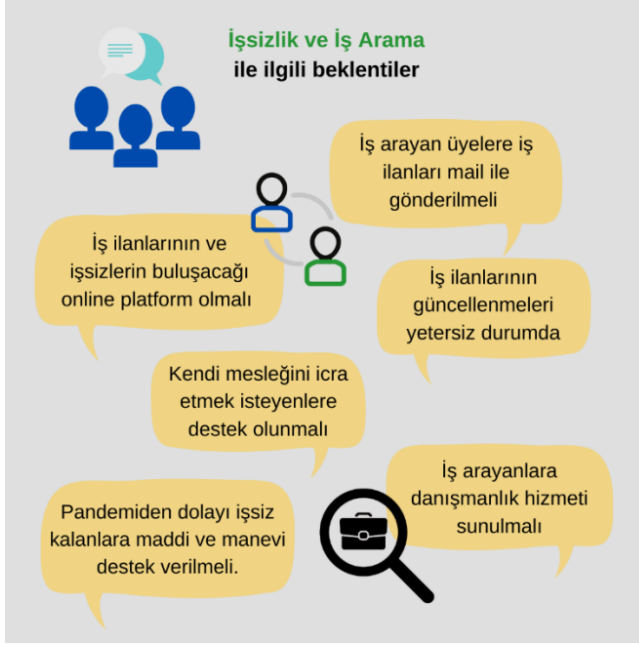 İşsizlik ve İş Arama
ile ilgili beklentiler
İş arayan üyelere iş
ilanları mail ile
gönderilmeli
İş ilanlarının ve
işsizlerin buluşacağı
online platform olmalı
İş ilanlarının
güncellenmeleri
yetersiz durumda
Kendi mesleğini icra
etmek isteyenlere
destek olunmalı
İş arayanlara
danışmanlık hizmeti
sunulmalı
Pandemiden dolayı işsiz
kalanlara maddi ve manevi
destek verilmeli.